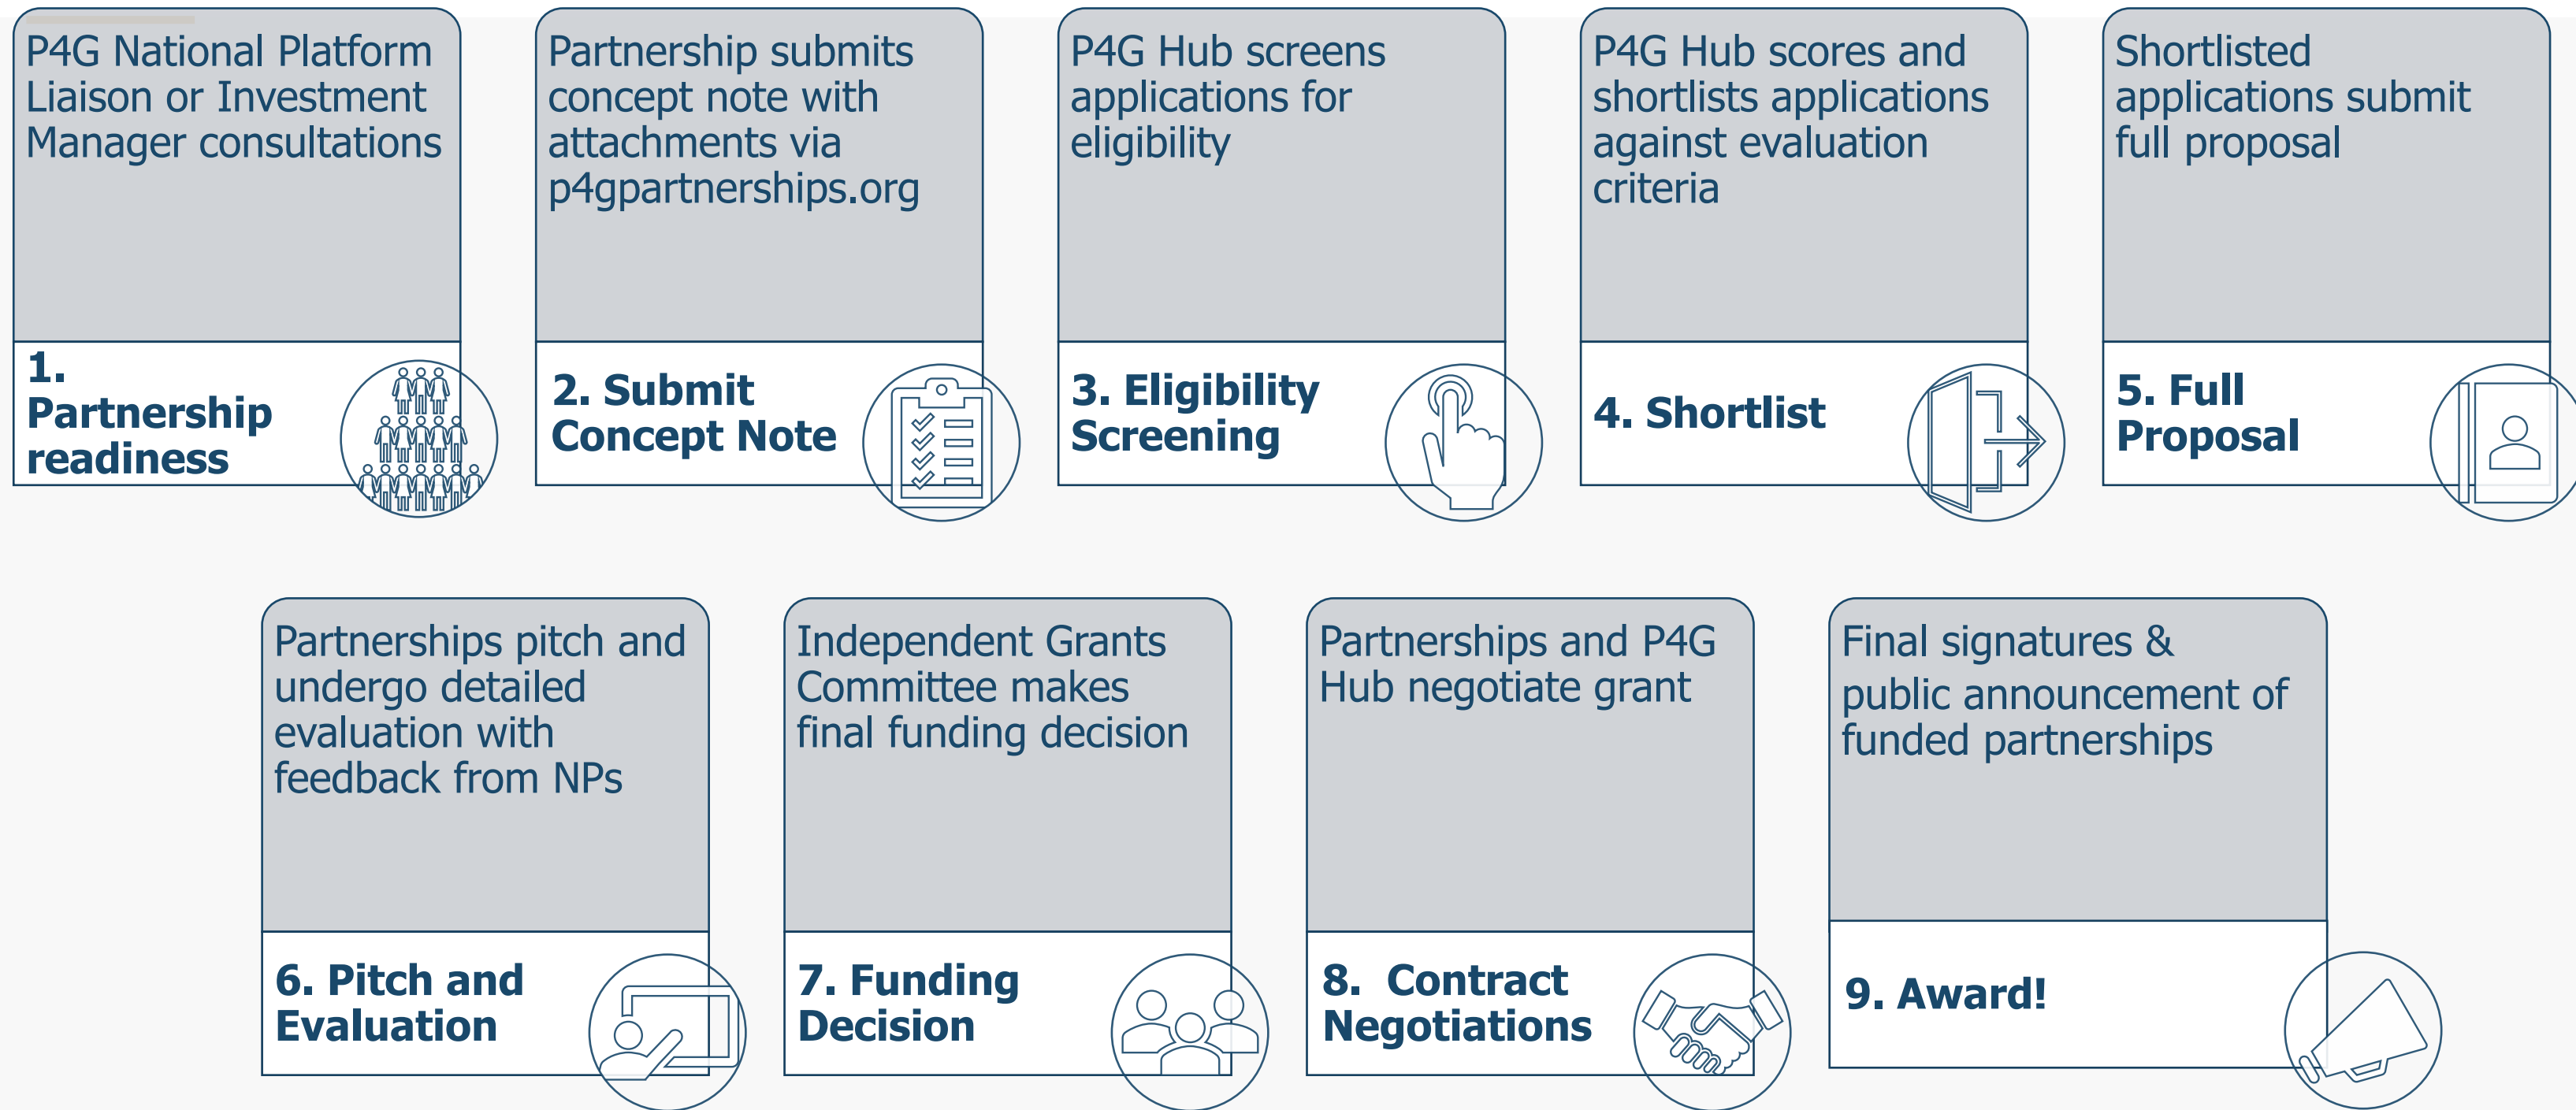 P4G National Platform
Liaison or Investment
Manager consultations
1.
Partnership
readiness
Partnership submits
concept note with
attachments via
p4gpartnerships.org
2. Submit
Concept Note
P4G Hub screens
applications for
eligibility
3. Eligibility
Screening
P4G Hub scores and
shortlists applications
against evaluation
criteria
4. Shortlist
Shortlisted
applications submit
full proposal
5. Full
Proposal
Partnerships pitch and
undergo detailed
evaluation with
feedback from NPs
6. Pitch and
Evaluation
Independent Grants
Committee makes
final funding decision
7. Funding
Decision
Partnerships and P4G
Hub negotiate grant
8. Contract
Negotiations
Final signatures &
public announcement of
funded partnerships
9. Award!